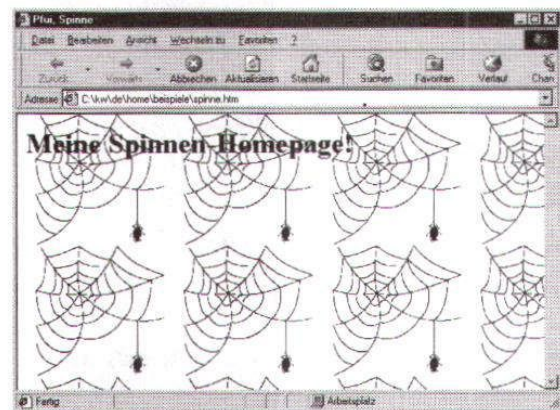 Pfui, Spinne
Datei Bearbeiten Ansicht Wechseln zu Favoriten ?
Zurück Vorwärts Abbrechen Aktualisieren Startseite Suchen Favoriten Verlauf Chan
Adresse C:\kw\de\home\beispiele\spinne.htm
Meine Spinnen-Homepage!
Fertig Arbeitsplatz